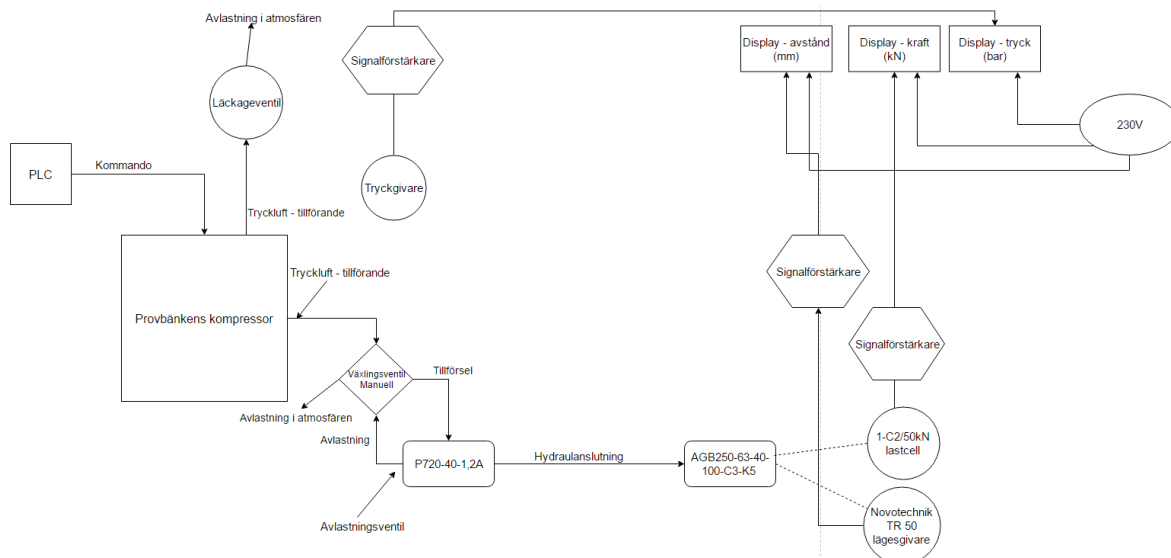 Avlastning i atmosfären
Signalförstärkare
Display - avstånd
(mm)
Display - kraft
(kN)
Display - tryck
(bar)
Läckageventil
230V
PLC
Kommando
Tryckgivare
Tryckluft - tillförande
Tryckluft - tillförande
Signalförstärkare
Provbänkens kompressor
Signalförstärkare
Växlingsventil
Manuell
Tillförsel
Avlastning i atmosfären
Avlastning
1-C2/50kN
lastcell
P720-40-1,2A
Hydraulanslutning
AGB250-63-40-
100-C3-K5
Avlastningsventil
Novotechnik
TR 50
lägesgivare